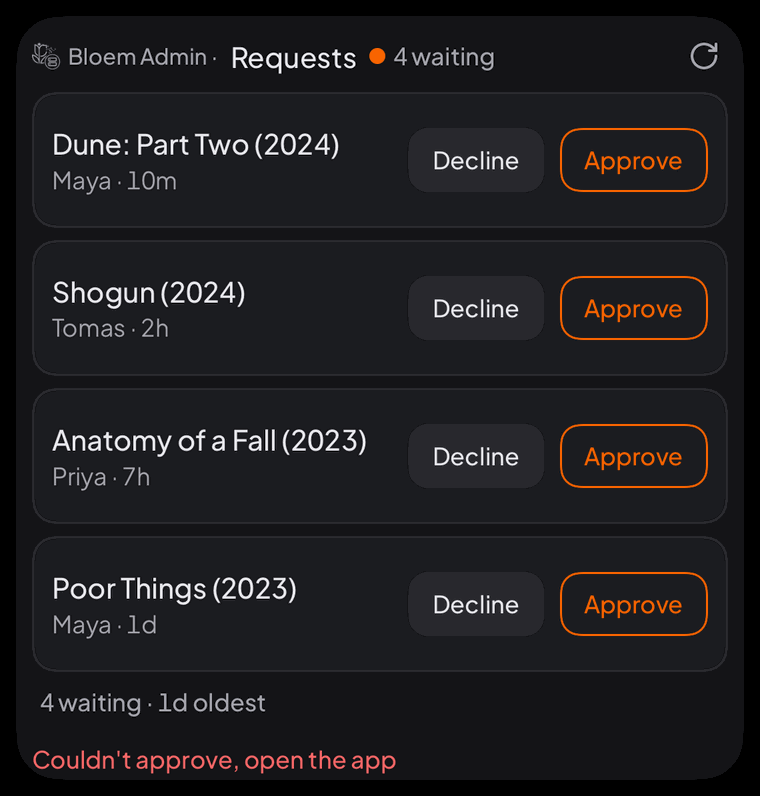 Bloem Admin · Requests 4 waiting
Dune: Part Two (2024)
Maya · 10m
Decline
Approve
Shogun (2024)
Tomas · 2h
Decline
Approve
Anatomy of a Fall (2023)
Priya · 7h
Decline
Approve
Poor Things (2023)
Maya · 1d
Decline
Approve
4 waiting · 1d oldest
Couldn't approve, open the app